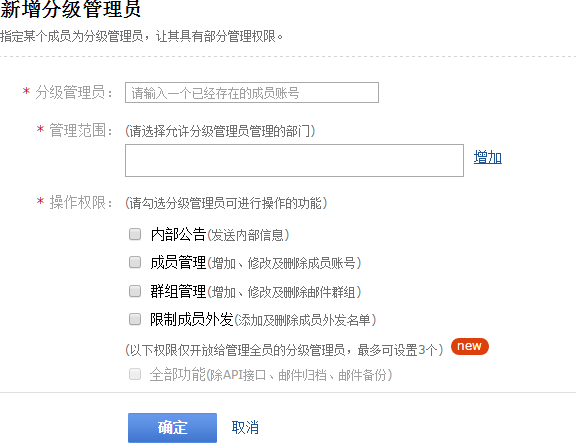 新增分级管理员
指定某个成员为分级管理员，让其具有部分管理权限。
* 分级管理员： 请输入一个已经存在的成员账号
* 管理范围： (请选择允许分级管理员管理的部门)
增加
* 操作权限： (请勾选分级管理员可进行操作的功能)
内部公告(发送内部信息)
成员管理(增加、修改及删除成员账号)
群组管理(增加、修改及删除邮件群组)
限制成员外发(添加及删除成员外发名单)
(以下权限仅开放给管理全员的分级管理员，最多可设置3个) new
全部功能(除API接口、邮件归档、邮件备份)
确定 取消